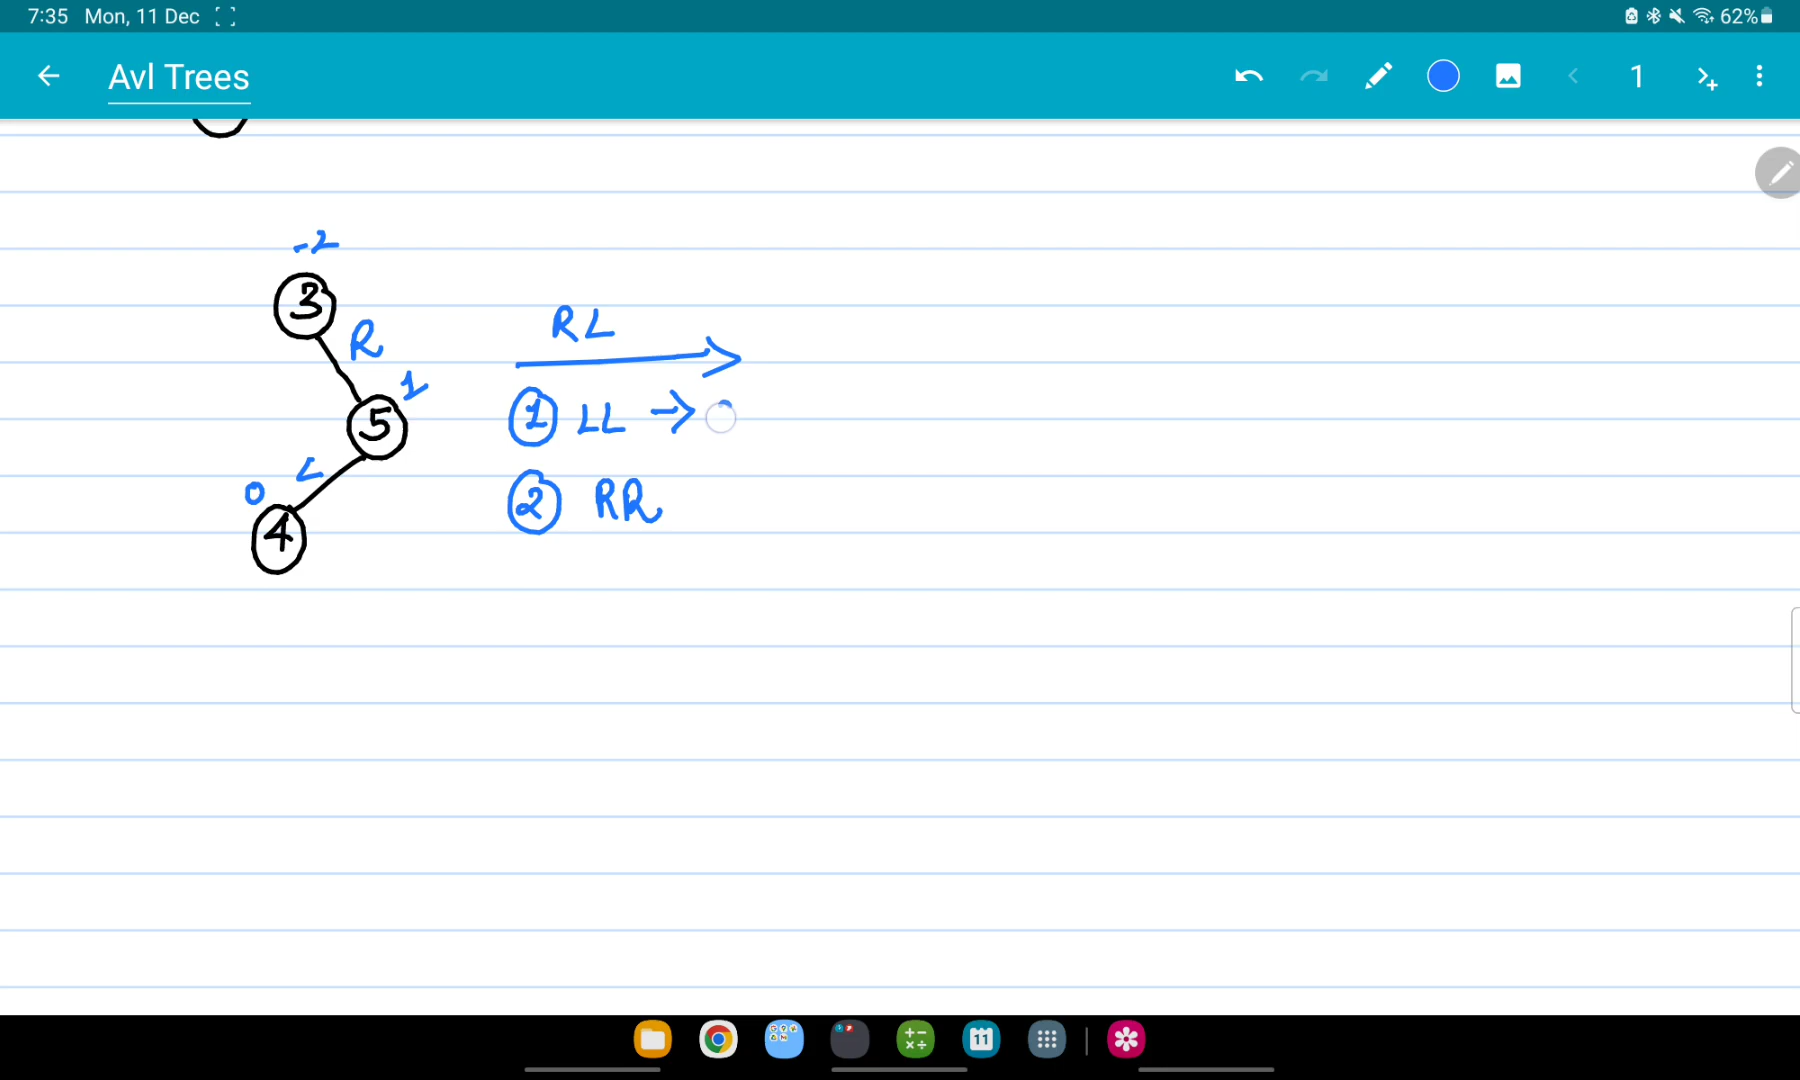 7:35 Mon, 11 Dec 62%
Avl Trees 1
-2
3
R RL
1
5 1 LL →
L
0 2 RR
4
11